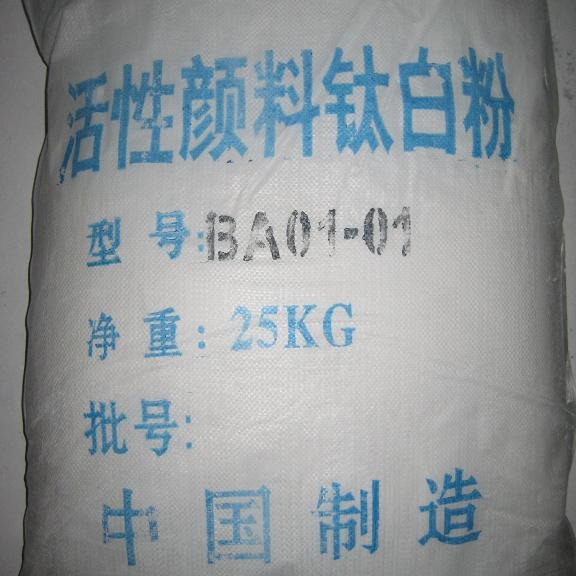 活性颜料钛白粉
型号:BA01-01
净重:25KG
批号:
中国制造